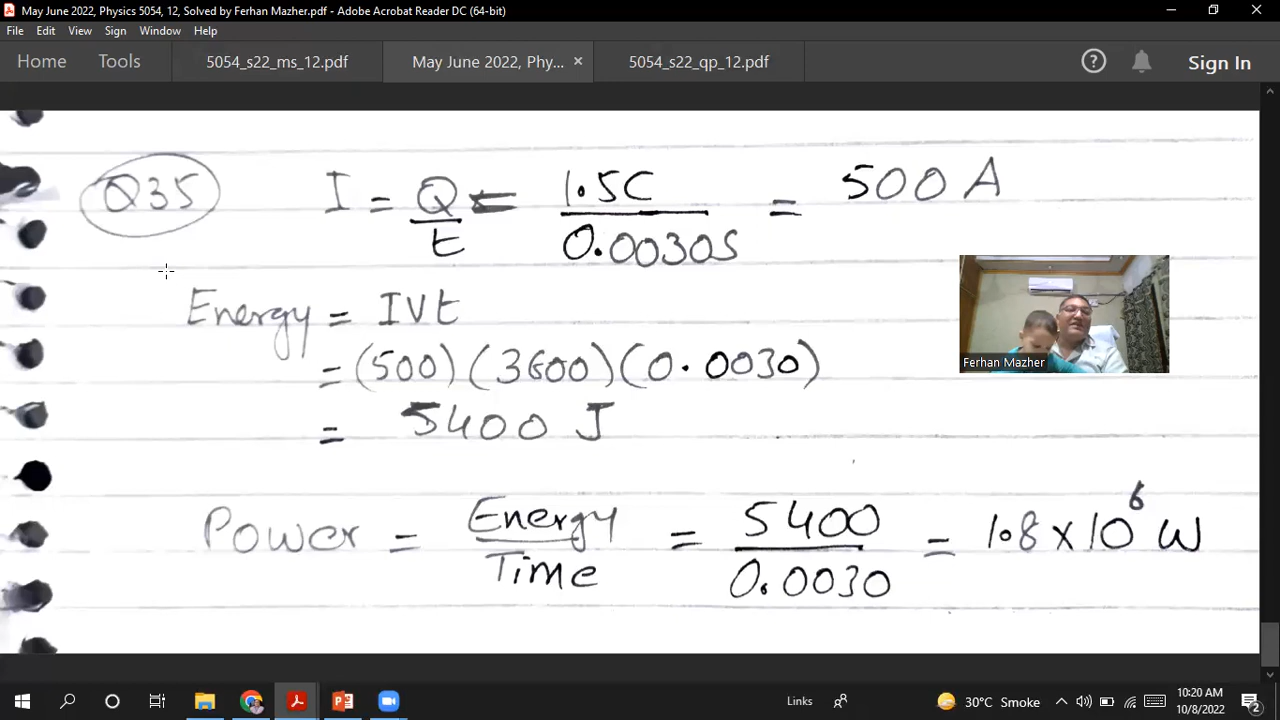 May June 2022, Physics 5054, 12, Solved by Ferhan Mazher.pdf - Adobe Acrobat Reader DC (64-bit)
File Edit View Sign Window Help
Home Tools 5054_s22_ms_12.pdf May June 2022, Phy... × 5054_s22_qp_12.pdf Sign In
Q35 I = Q/t = 1.5C/0.0030S = 500 A
Energy = IVt
= (500) (3600) (0.0030)
= 5400 J
Power = Energy/Time = 5400/0.0030 = 1.8 x 10⁶ W
Ferhan Mazher
Links 30°C Smoke 10:20 AM
10/8/2022
2